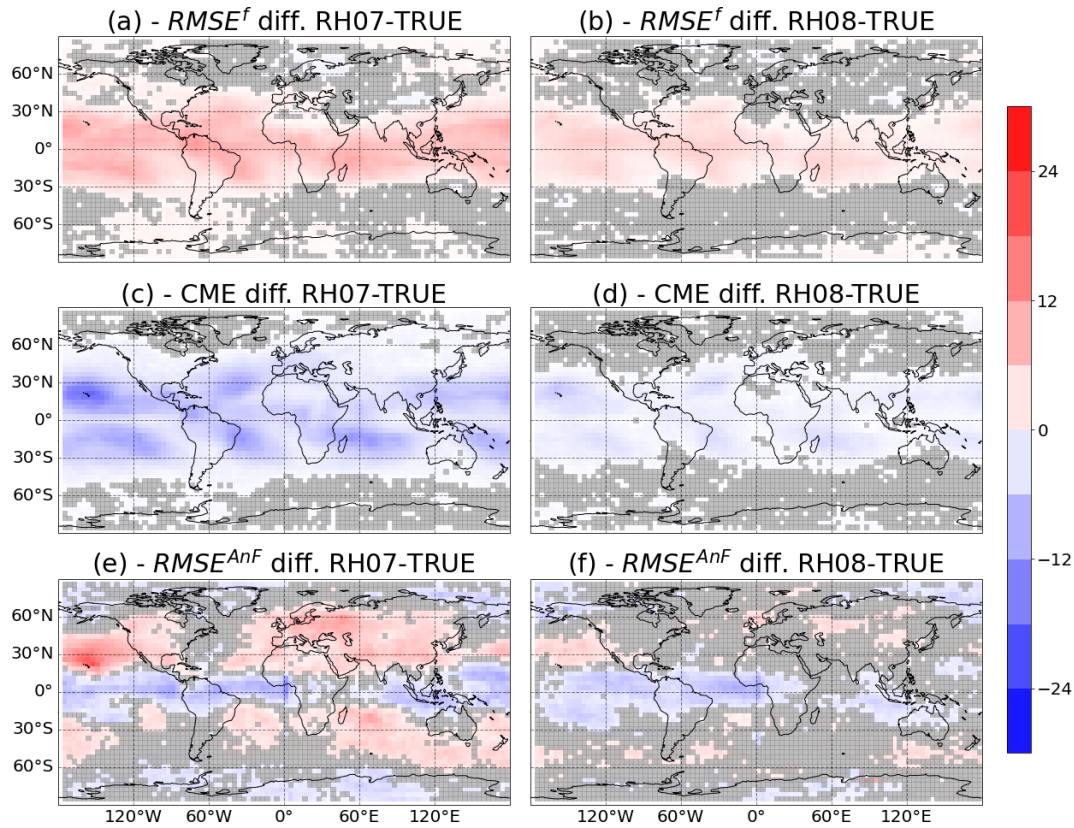 (a) - RMSE^f diff. RH07-TRUE
(b) - RMSE^f diff. RH08-TRUE
60°N
30°N
0°
30°S
60°S
(c) - CME diff. RH07-TRUE
(d) - CME diff. RH08-TRUE
60°N
30°N
0°
30°S
60°S
(e) - RMSE^AnF diff. RH07-TRUE
(f) - RMSE^AnF diff. RH08-TRUE
60°N
30°N
0°
30°S
60°S
120°W 60°W 0° 60°E 120°E
120°W 60°W 0° 60°E 120°E
24
12
0
−12
−24